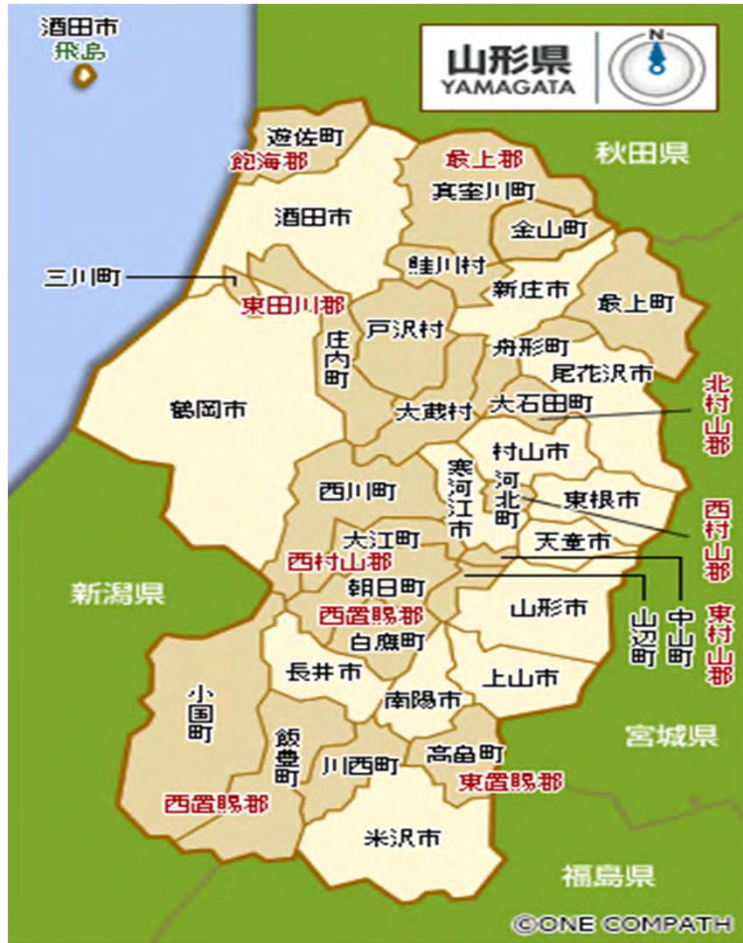 酒田市
飛島
山形県
YAMAGATA
N
遊佐町
飽海郡
最上郡
秋田県
真室川町
酒田市
金山町
鮭川村
三川町
新庄市
東田川郡
最上町
戸沢村
庄内町
舟形町
尾花沢市
鶴岡市
大蔵村
大石田町
北村山郡
村山市
西川町
寒河江市
河北町
東根市
大江町
天童市
西村山郡
西村山郡
新潟県
朝日町
山形市
山辺町
中山町
東村山郡
西置賜郡
白鷹町
長井市
上山市
南陽市
小国町
飯豊町
川西町
高畠町
宮城県
東置賜郡
西置賜郡
米沢市
福島県
©ONE COMPATH